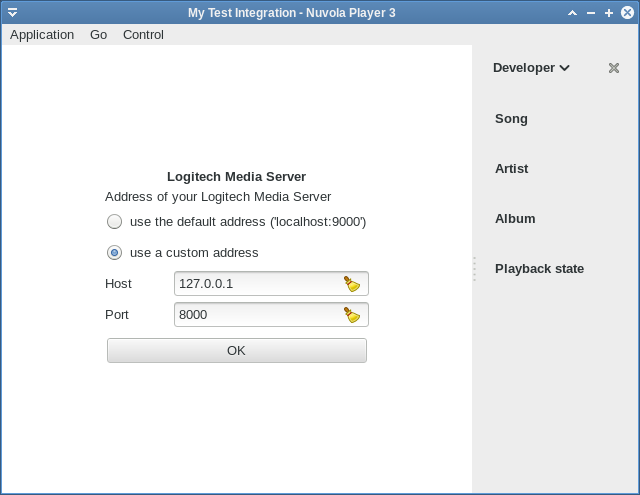 My Test Integration - Nuvola Player 3
Application Go Control
Developer
Song
Artist
Album
Playback state
Logitech Media Server
Address of your Logitech Media Server
use the default address ('localhost:9000')
use a custom address
Host 127.0.0.1
Port 8000
OK